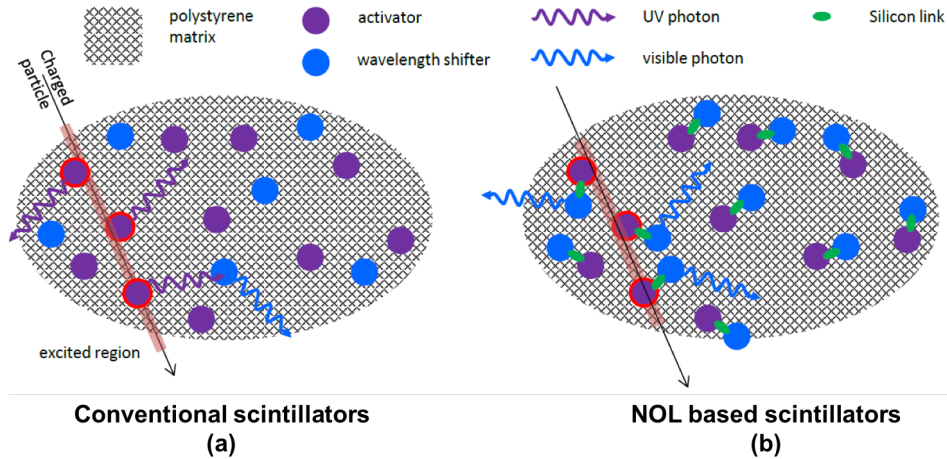 polystyrene
matrix
activator
wavelength shifter
UV photon
visible photon
Silicon link
Charged
particle
excited region
Conventional scintillators
(a)
NOL based scintillators
(b)